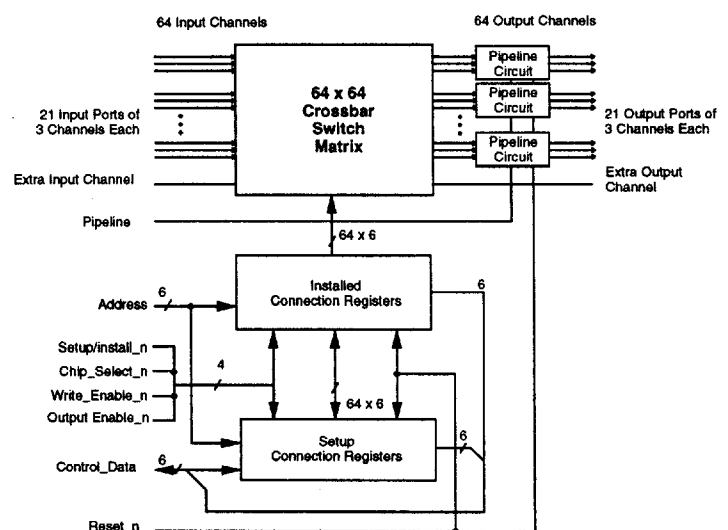 64 Input Channels
64 Output Channels
64 x 64
Crossbar
Switch
Matrix
Pipeline
Circuit
Pipeline
Circuit
Pipeline
Circuit
21 Input Ports of
3 Channels Each
21 Output Ports of
3 Channels Each
Extra Input Channel
Extra Output
Channel
Pipeline
64 x 6
Installed
Connection Registers
6
Address
6
Setup/install_n
Chip_Select_n
Write_Enable_n
Output Enable_n
4
64 x 6
Setup
Connection Registers
6
Control_Data
6
Reset_n